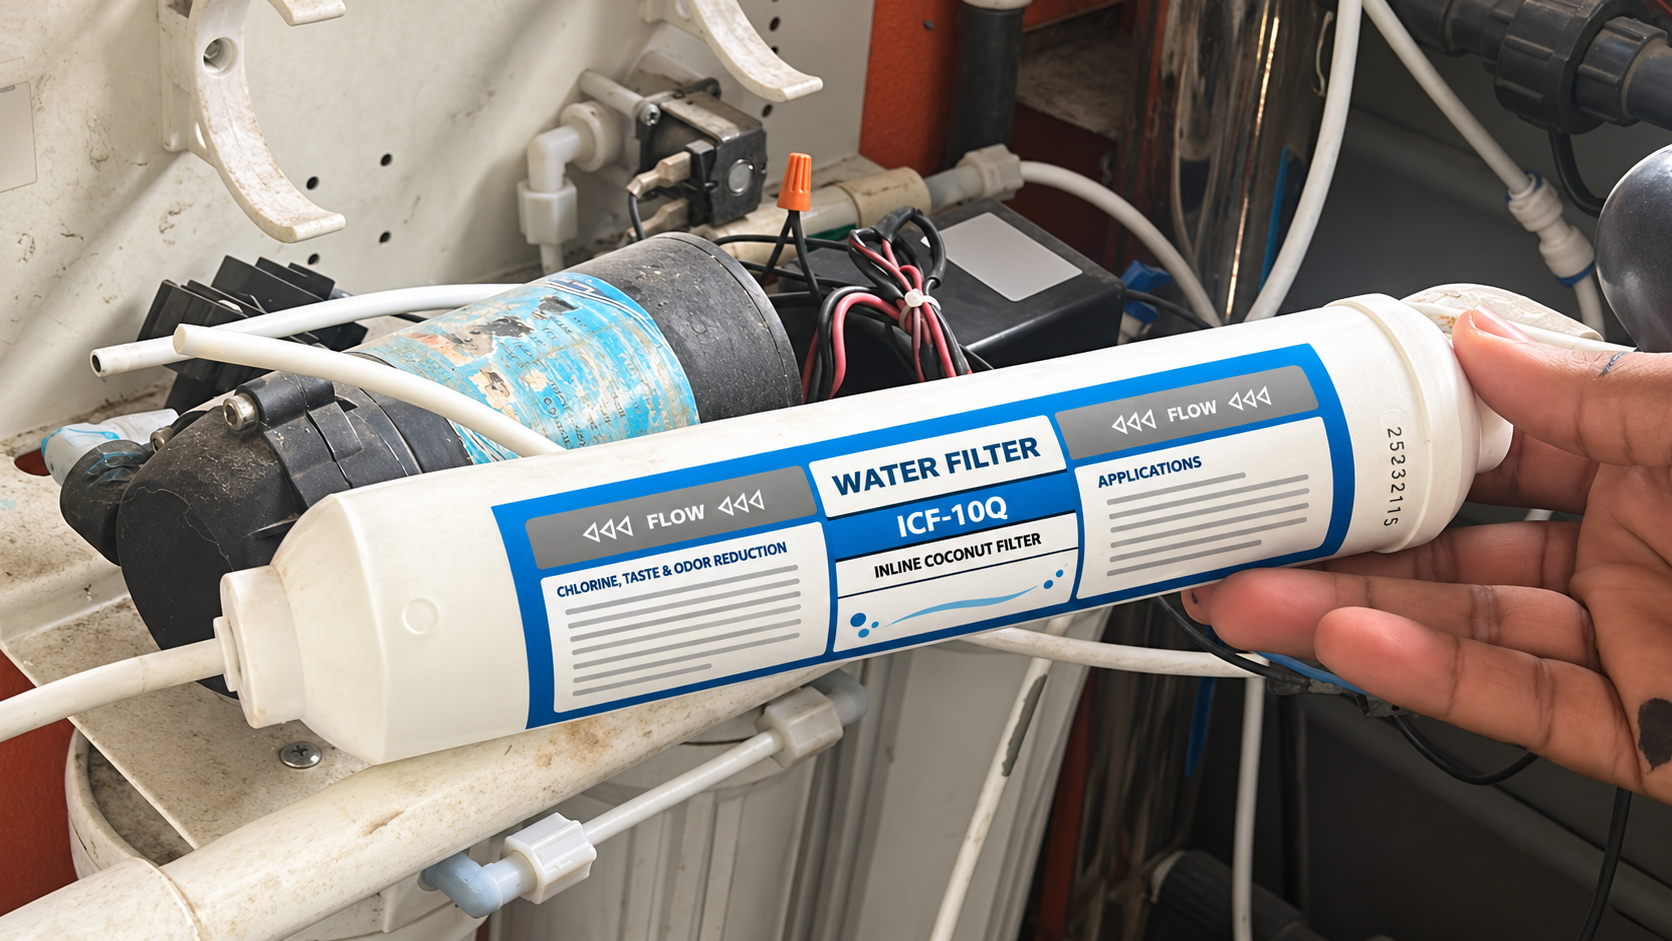 FLOW
CHLORINE, TASTE & ODOR REDUCTION
WATER FILTER
ICF-10Q
INLINE COCONUT FILTER
FLOW
APPLICATIONS
25232115